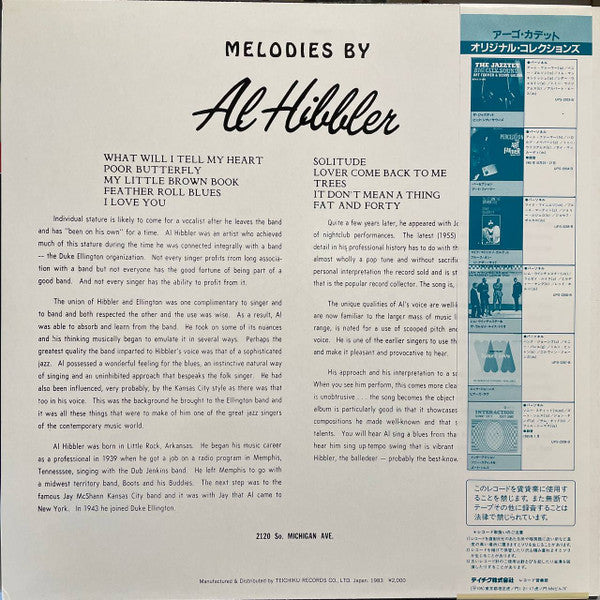 MELODIES BY
Al Hibbler
WHAT WILL I TELL MY HEART
POOR BUTTERFLY
MY LITTLE BROWN BOOK
FEATHER ROLL BLUES
I LOVE YOU
SOLITUDE
LOVER COME BACK TO ME
TREES
IT DON'T MEAN A THING
FAT AND FORTY
Individual stature is likely to come for a vocalist after he leaves the band
and has "been on his own" for a time. Al Hibbler was an artist who achieved
much of this stature during the time he was connected integrally with a band
-- the Duke Ellington organization. Not every singer profits from long associa-
tion with a band but not everyone has the good fortune of being part of a
good band. And not every singer has the ability to profit from it.
The union of Hibbler and Ellington was one complimentary to singer and
to band and both respected the other and the use was wise. As a result, Al
was able to absorb and learn from the band. He took on some of its nuances
and his thinking musically began to emulate it in several ways. Perhaps the
greatest quality the band imparted to Hibbler's voice was that of a sophisticated
jazz. Al possessed a wonderful feeling for the blues, an instinctive natural way
of singing and an uninhibited approach that bespeaks the folk singer. He had
also been influenced, very probably, by the Kansas City style as there was that
too in his voice. This was the background he brought to the Ellington band and
it was all these things that were to make of him one of the great jazz singers
of the contemporary music world.
Al Hibbler was born in Little Rock, Arkansas. He began his music career
as a professional in 1939 when he got a job on a radio program in Memphis,
Tennesssee, singing with the Dub Jenkins band. He left Memphis to go with
a midwest territory band, Boots and his Buddies. The next step was to the
famous Jay McShann Kansas City band and it was with Jay that Al came to
New York. In 1943 he joined Duke Ellington.
Quite a few years later, he appeared with Jo
of nightclub performances. The latest (1955)
detail in his professional history has to do with th
almost wholly a pop tune and without sacrific
personal interpretation the record sold and is st
that is the popular record collector. The song is,
The unique qualities of Al's voice are well-k
are now familiar to the larger mass of music l
range, is noted for a use of scooped pitch and
voice. He is one of the earlier singers to use th
and make it pleasant and provocative to hear.
His approach and his interpretation to a so
When you see him perform, this comes more clea
is unobtrusive . . . the song becomes the object
album is particularly good in that it showcases
compositions he made well-known and that s
talents. You will hear Al sing a blues from the
hear him sing up-tempo swing that is vibrant
Hibbler, the balledeer — probably the best-know
2120 So. MICHIGAN AVE.
Manufactured & Distributed by TEICHIKU RECORDS CO., LTD. Japan. 1983. ¥2,000
アーゴ・カデット
オリジナル・コレクションズ
THE JAZZTET
BIG CITY SOUNDS
ART FARMER & BENNY GOLSON
PERCEPTION
ART FARMER
INTERACTION
このレコードを賃貸業に使用す
ることを禁じます。また無断で
テープその他に録音することは
法律で禁じられています。
テイチク株式会社